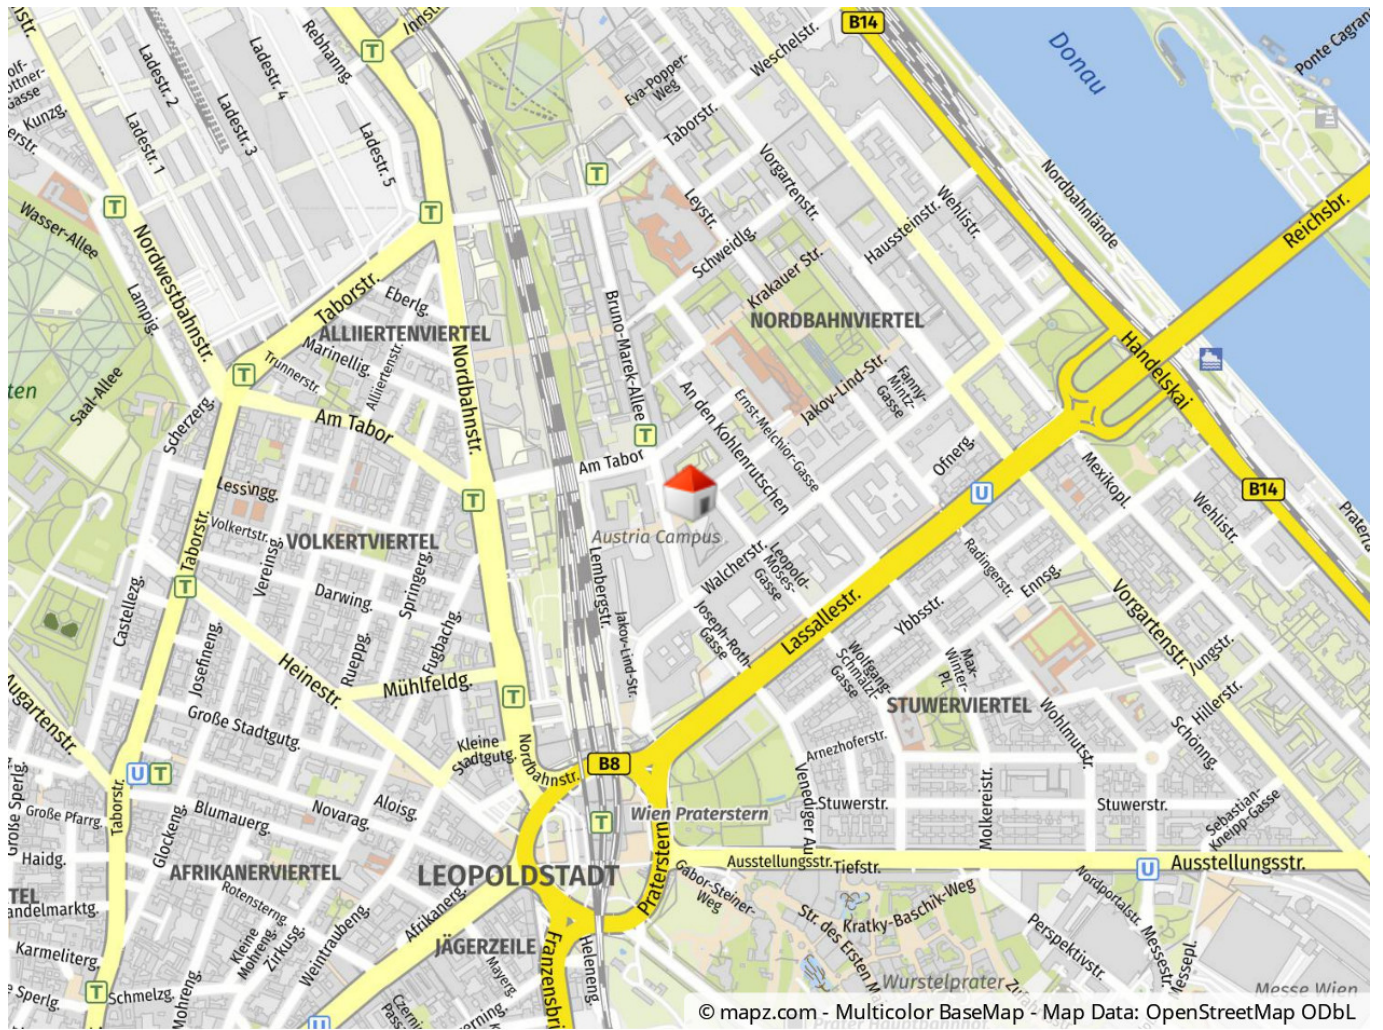 B14
Innstr.
Ponte Cagran
Donau
Weschelstr.
Rebhanng.
Ladestr. 2
Ladestr. 4
Eva-Popper-
Weg
Kunzg.
Ladestr. 1
Ladestr. 3
Ladestr. 5
Taborstr.
T
T
T
T
Vorgartenstr.
Nordbahnlände
Leystr.
Wehlistr.
Haussteinstr.
Reichsbr.
Wasser-Allee
Nordwestbahnstr.
Schweidlg.
Krakauer Str.
Taborstr.
Lampig.
Eberlg.
Bruno-Marek-Allee
NORDBAHNVIERTEL
ALLIIERTENVIERTEL
Marinellig.
Trunnerstr.
Alliiertenstr.
Nordbahnstr.
Handelskai
T
Saal-Allee
Scherzerg.
Am Tabor
An den Kohlenrutschen
Ernst-Melchior-Gasse
Jakov-Lind-Str.
Fanny-
Mintz-
Gasse
T
Am Tabor
Ofnerg.
Mexikopl.
U
B14
Wehlistr.
Lessingg.
T
Volkertstr.
VOLKERTVIERTEL
Austria Campus
Taborstr.
Vereinsg.
Springerg.
Lembergstr.
Walcherstr.
Leopold-
Moses-
Gasse
Radingerstr.
Ennsg.
T
Castellezg.
Darwing.
Joseph-Roth-
Gasse
Jakov-Lind-Str.
Lassallestr.
Ybbsstr.
Vorgartenstr.
Josefineng.
Rueppg.
Fugbachg.
Wolfgang-
Schmälzl-
Gasse
Max-
Winter-
Pl.
Jungstr.
Heinestr.
Mühlfeldg.
T
Augartenstr.
STUWERVIERTEL
Hillerstr.
Wohlmutstr.
Schönng.
Große Stadtgutg.
Kleine
Stadtgutg.
Nordbahnstr.
B8
Arnezhoferstr.
U T
Große Sperlg.
Taborstr.
Große Pfarrg.
Blumauerg.
Novarag.
Aloisg.
T
Wien Praterstern
Venediger Au
Stuwerstr.
Molkereistr.
Stuwerstr.
Sebastian-
Kneipp-Gasse
Glockeng.
Haidg.
AFRIKANERVIERTEL
LEOPOLDSTADT
Praterstern
Ausstellungsstr.
Tiefstr.
U
Ausstellungsstr.
Rotensterng.
Afrikanerg.
Gabor-Steiner-
Weg
Kratky-Baschik-Weg
Nordportalstr.
Karmeliterg.
Kleine
Mohreng.
Zirkusg.
Weintraubeng.
JÄGERZEILE
Heleneng.
Str. des Ersten M
Perspektivstr.
Messestr.
Messepl.
T
Schmelzg.
Mohreng.
Mayerg.
Wurstelprater
Messe Wien
U
© mapz.com - Multicolor BaseMap - Map Data: OpenStreetMap ODbL